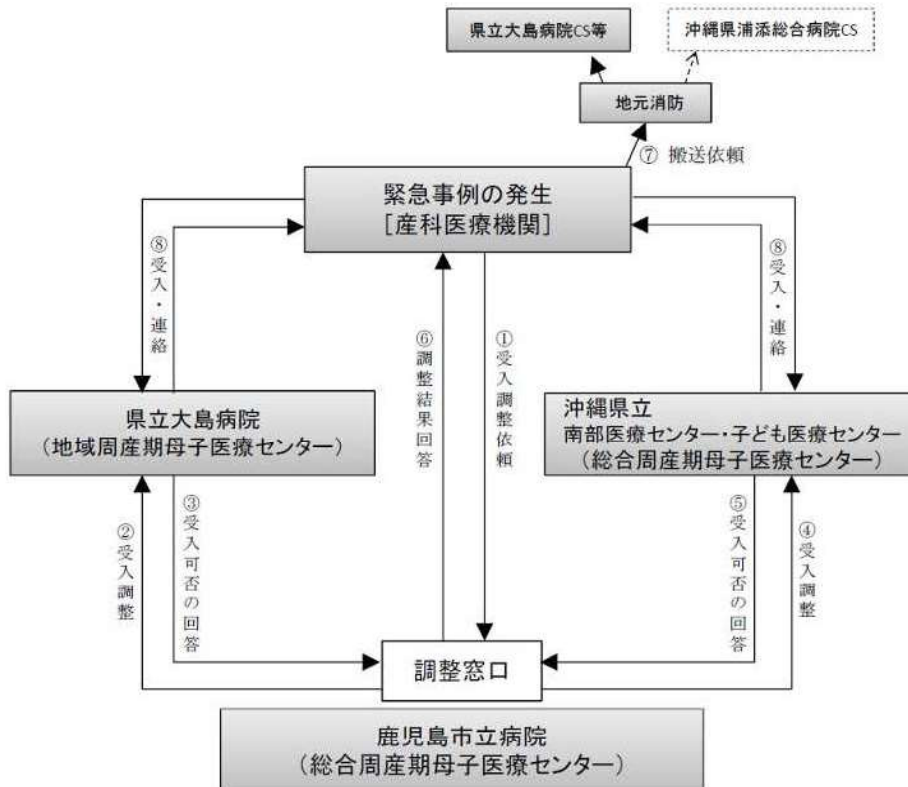 県立大島病院CS等
沖縄県浦添総合病院CS
地元消防
⑦ 搬送依頼
緊急事例の発生
[産科医療機関]
⑧受入・連絡
⑧受入・連絡
⑥調整結果回答
①受入調整依頼
県立大島病院
(地域周産期母子医療センター)
沖縄県立
南部医療センター・子ども医療センター
(総合周産期母子医療センター)
②受入調整
③受入可否の回答
⑤受入可否の回答
④受入調整
調整窓口
鹿児島市立病院
(総合周産期母子医療センター)